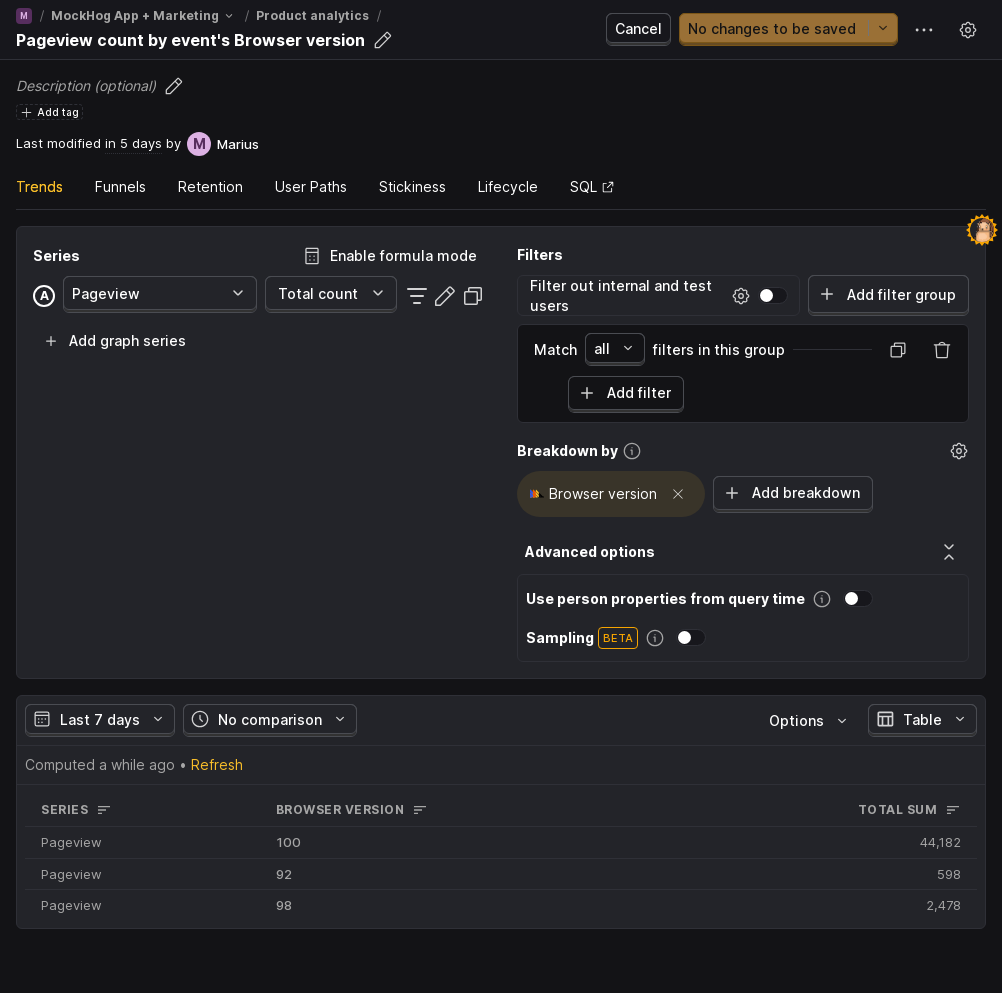 M / MockHog App + Marketing / Product analytics /
Pageview count by event's Browser version
Cancel
No changes to be saved
Description (optional)
Add tag
Last modified in 5 days by M Marius
Trends Funnels Retention User Paths Stickiness Lifecycle SQL
Series
Enable formula mode
A Pageview Total count
Add graph series
Filters
Filter out internal and test users
Add filter group
Match all filters in this group
Add filter
Breakdown by
Browser version
Add breakdown
Advanced options
Use person properties from query time
Sampling BETA
Last 7 days No comparison Options Table
Computed a while ago • Refresh
SERIES BROWSER VERSION TOTAL SUM
Pageview 100 44,182
Pageview 92 598
Pageview 98 2,478